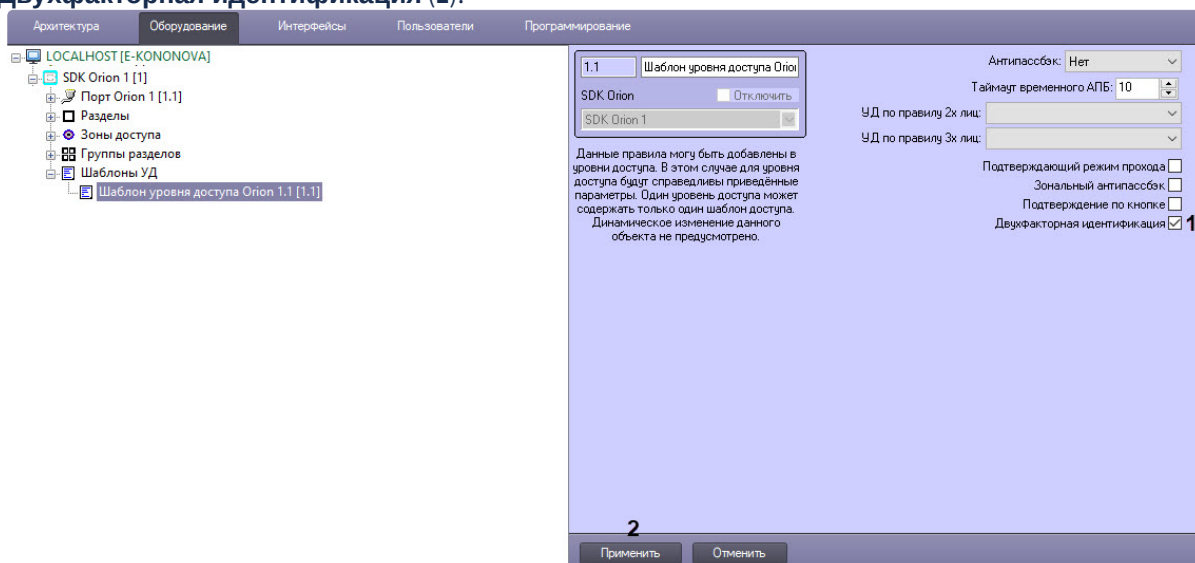 Двухфакторная идентификация (1).
Архитектура Оборудование Интерфейсы Пользователи Программирование
LOCALHOST [E-KONONOVA]
SDK Orion 1 [1]
Порт Orion 1 [1.1]
Разделы
Зоны доступа
Группы разделов
Шаблоны УД
Шаблон уровня доступа Orion 1.1 [1.1]
1.1 Шаблон уровня доступа Orion
SDK Orion Отключить
SDK Orion 1
Данные правила могу быть добавлены в
уровни доступа. В этом случае для уровня
доступа будут справедливы приведённые
параметры. Один уровень доступа может
содержать только один шаблон доступа.
Динамическое изменение данного
объекта не предусмотрено.
Антипассбэк: Нет
Таймаут временного АПБ: 10
УД по правилу 2х лиц:
УД по правилу 3х лиц:
Подтверждающий режим прохода
Зональный антипассбэк
Подтверждение по кнопке
Двухфакторная идентификация 1
2
Применить Отменить